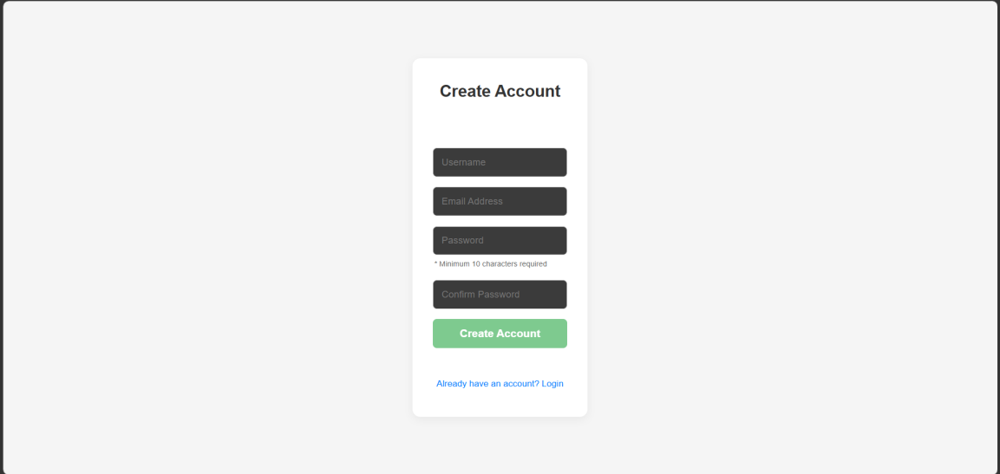 Create Account
Username
Email Address
Password
* Minimum 10 characters required
Confirm Password
Create Account
Already have an account? Login